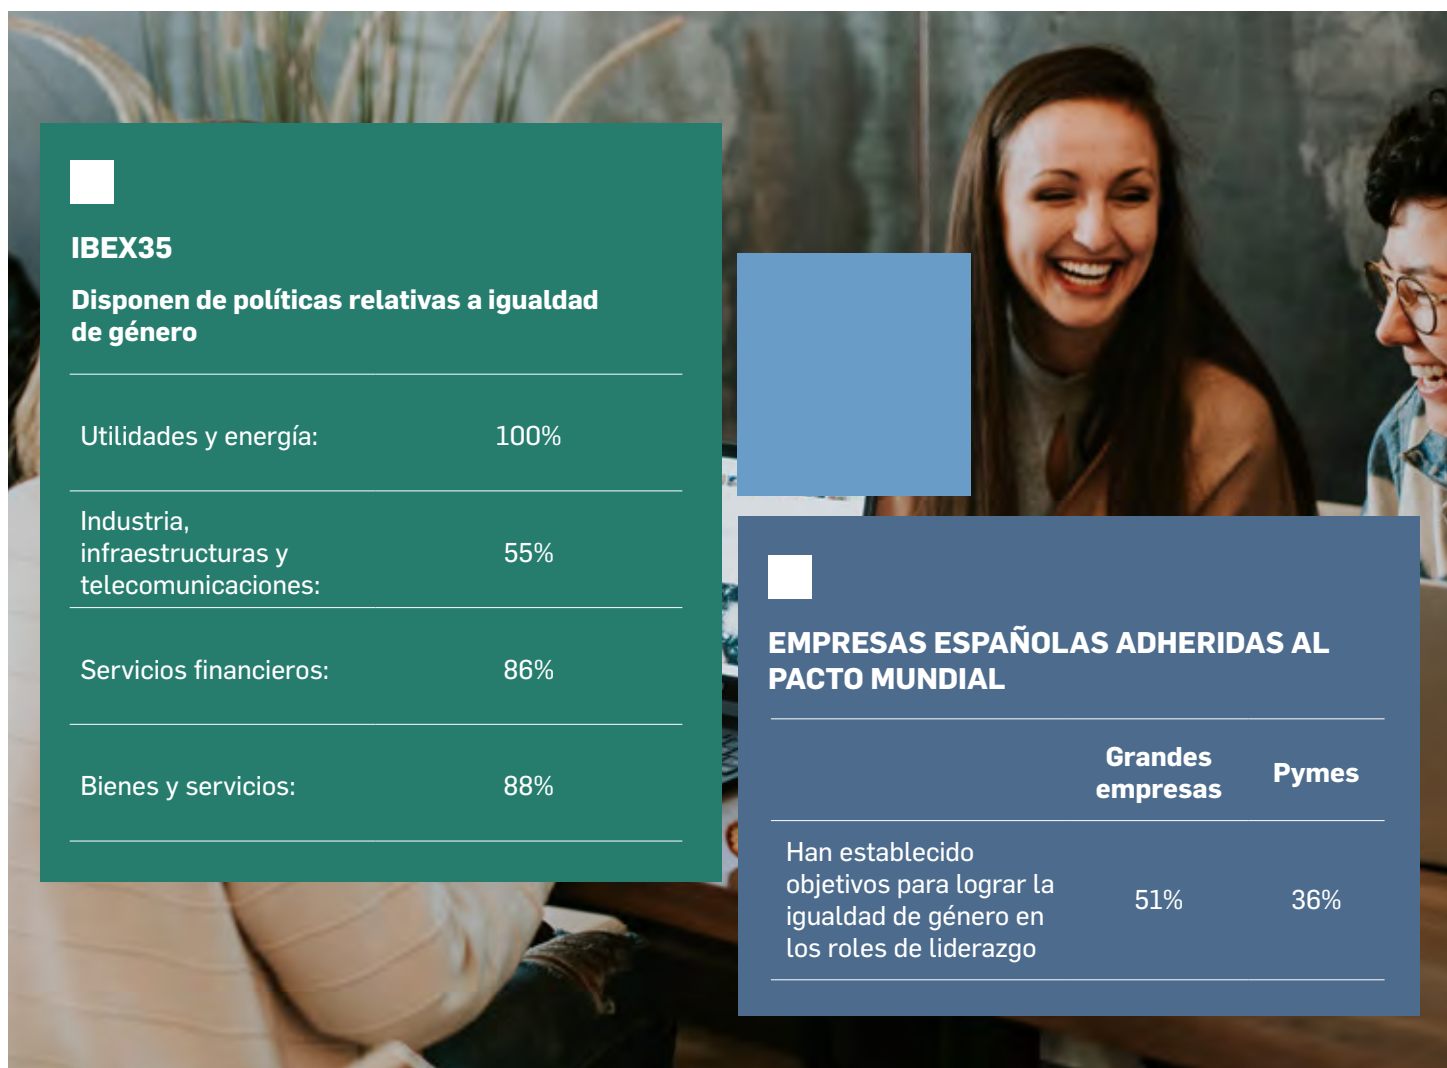 IBEX35
Disponen de políticas relativas a igualdad
de género
Utilidades y energía: 100%
Industria,
infraestructuras y
telecomunicaciones: 55%
Servicios financieros: 86%
Bienes y servicios: 88%
EMPRESAS ESPAÑOLAS ADHERIDAS AL
PACTO MUNDIAL
Grandes
empresas
Pymes
Han establecido
objetivos para lograr la
igualdad de género en
los roles de liderazgo
51% 36%